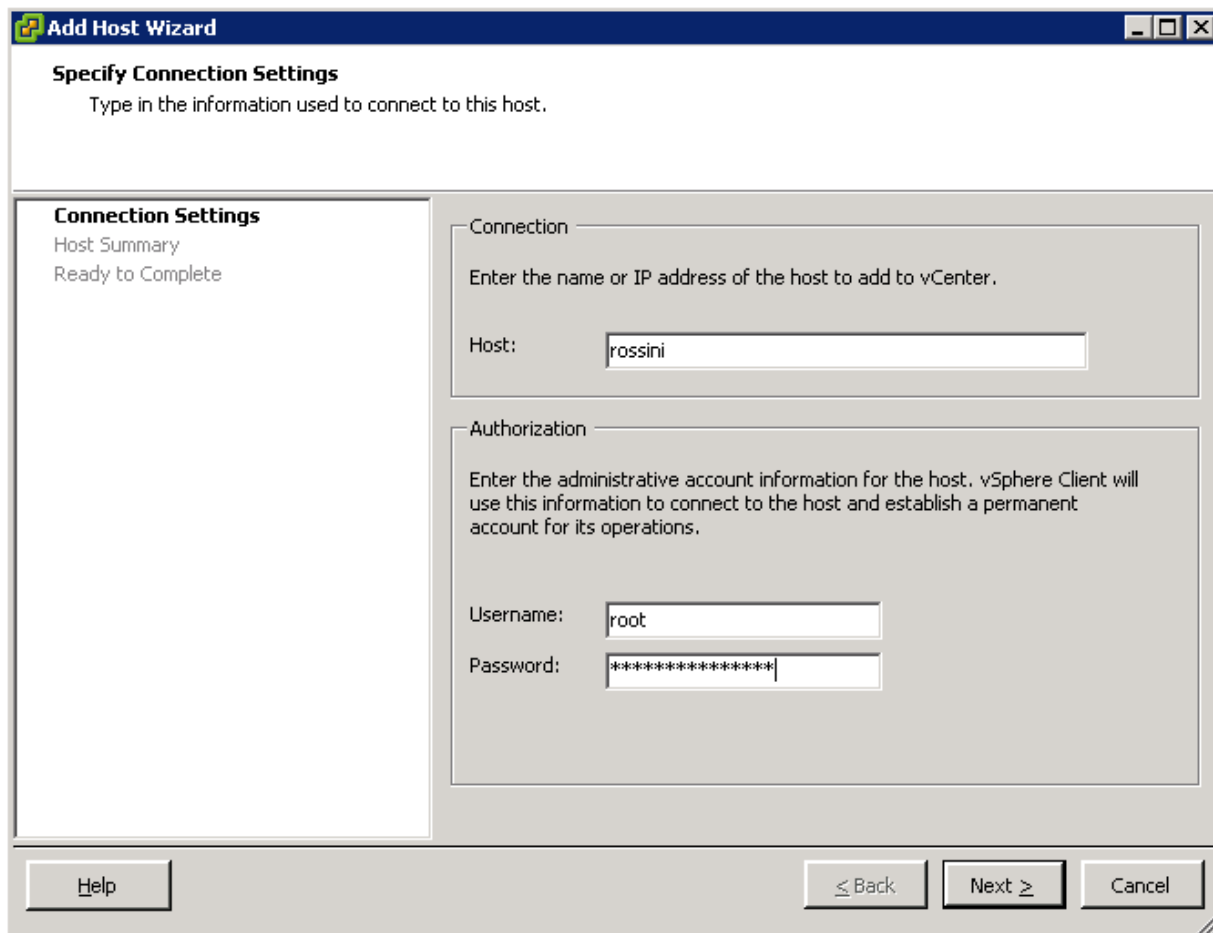 Add Host Wizard
Specify Connection Settings
Type in the information used to connect to this host.
Connection Settings
Host Summary
Ready to Complete
Connection
Enter the name or IP address of the host to add to vCenter.
Host: rossini
Authorization
Enter the administrative account information for the host. vSphere Client will
use this information to connect to the host and establish a permanent
account for its operations.
Username: root
Password: ***************
Help
< Back Next > Cancel